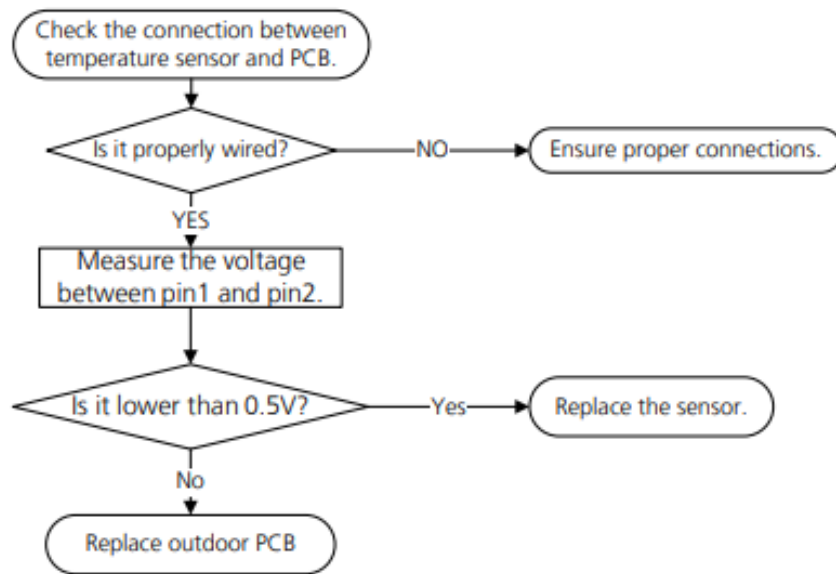 Check the connection between
temperature sensor and PCB.
Is it properly wired?
NO
Ensure proper connections.
YES
Measure the voltage
between pin1 and pin2.
Is it lower than 0.5V?
Yes
Replace the sensor.
No
Replace outdoor PCB